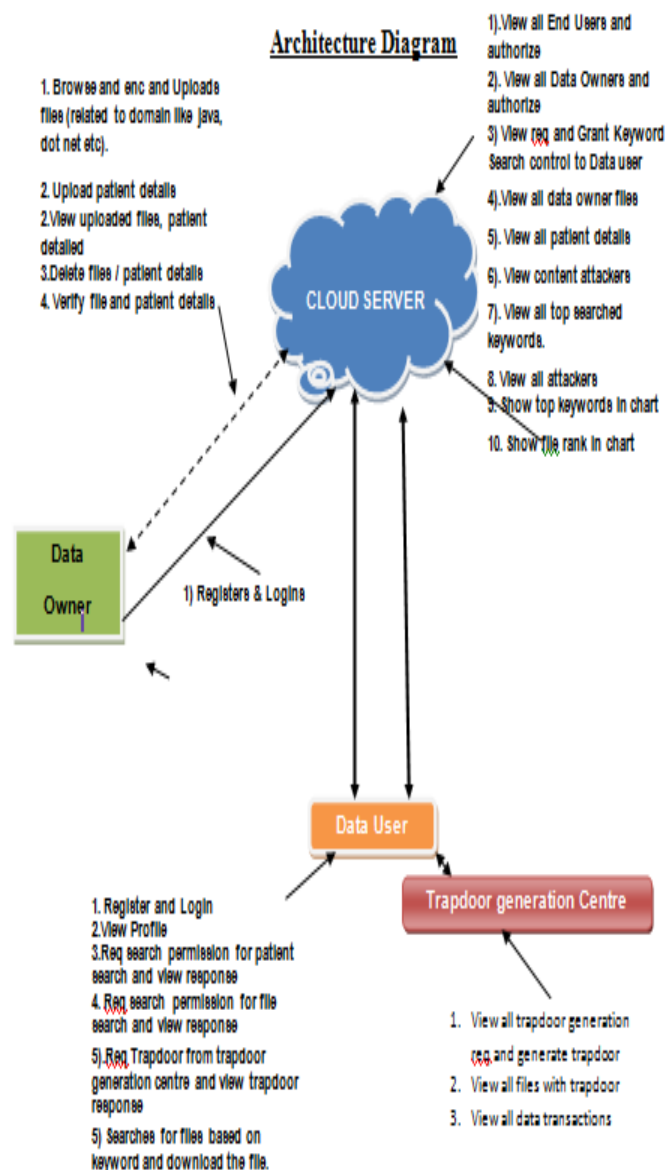 Architecture Diagram
1. Browse and enc and Uploads
files (related to domain like java,
dot net etc).
2. Upload patient details
2.View uploaded files, patient
detailed
3.Delete files / patient details
4. Verify file and patient details
1).View all End Users and
authorize
2). View all Data Owners and
authorize
3) View req and Grant Keyword
Search control to Data user
4).View all data owner files
5). View all patient details
6). View content attackers
7). View all top searched
keywords.
8. View all attackers
9. Show top keywords in chart
10. Show file rank in chart
CLOUD SERVER
Data
Owner
1) Registers & Logins
Data User
Trapdoor generation Centre
1. Register and Login
2.View Profile
3.Req search permission for patient
search and view response
4. Req search permission for file
search and view response
5).Req Trapdoor from trapdoor
generation centre and view trapdoor
response
5) Searches for files based on
keyword and download the file.
1. View all trapdoor generation
req and generate trapdoor
2. View all files with trapdoor
3. View all data transactions